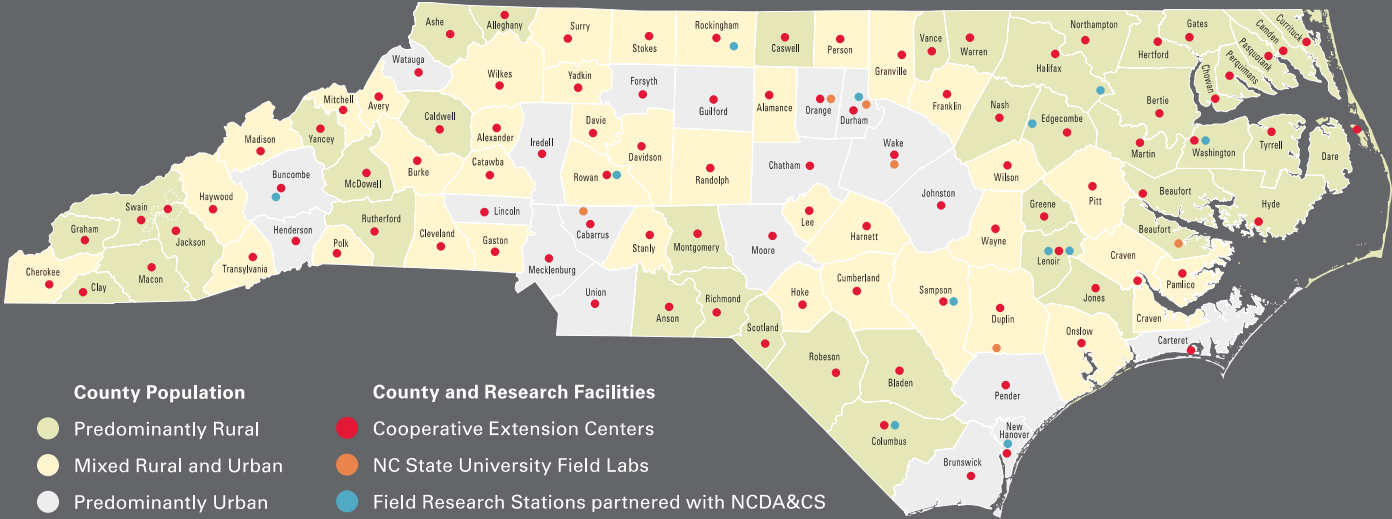 Ashe
Alleghany
Surry
Stokes
Rockingham
Caswell
Person
Granville
Vance
Warren
Northampton
Halifax
Hertford
Gates
Currituck
Camden
Pasquotank
Perquimans
Chowan
Watauga
Wilkes
Yadkin
Forsyth
Guilford
Alamance
Orange
Durham
Franklin
Nash
Edgecombe
Bertie
Mitchell
Avery
Caldwell
Alexander
Davie
Iredell
Davidson
Randolph
Chatham
Wake
Wilson
Martin
Washington
Tyrrell
Dare
Madison
Yancey
McDowell
Burke
Catawba
Rowan
Johnston
Pitt
Beaufort
Hyde
Haywood
Buncombe
Rutherford
Lincoln
Cabarrus
Lee
Greene
Beaufort
Swain
Graham
Jackson
Henderson
Polk
Cleveland
Gaston
Stanly
Montgomery
Moore
Harnett
Wayne
Lenoir
Craven
Cherokee
Clay
Macon
Transylvania
Mecklenburg
Union
Anson
Richmond
Hoke
Cumberland
Sampson
Duplin
Jones
Pamlico
Craven
Scotland
Robeson
Bladen
Onslow
Carteret
Pender
Columbus
New
Hanover
Brunswick
County Population
Predominantly Rural
Mixed Rural and Urban
Predominantly Urban
County and Research Facilities
Cooperative Extension Centers
NC State University Field Labs
Field Research Stations partnered with NCDA&CS